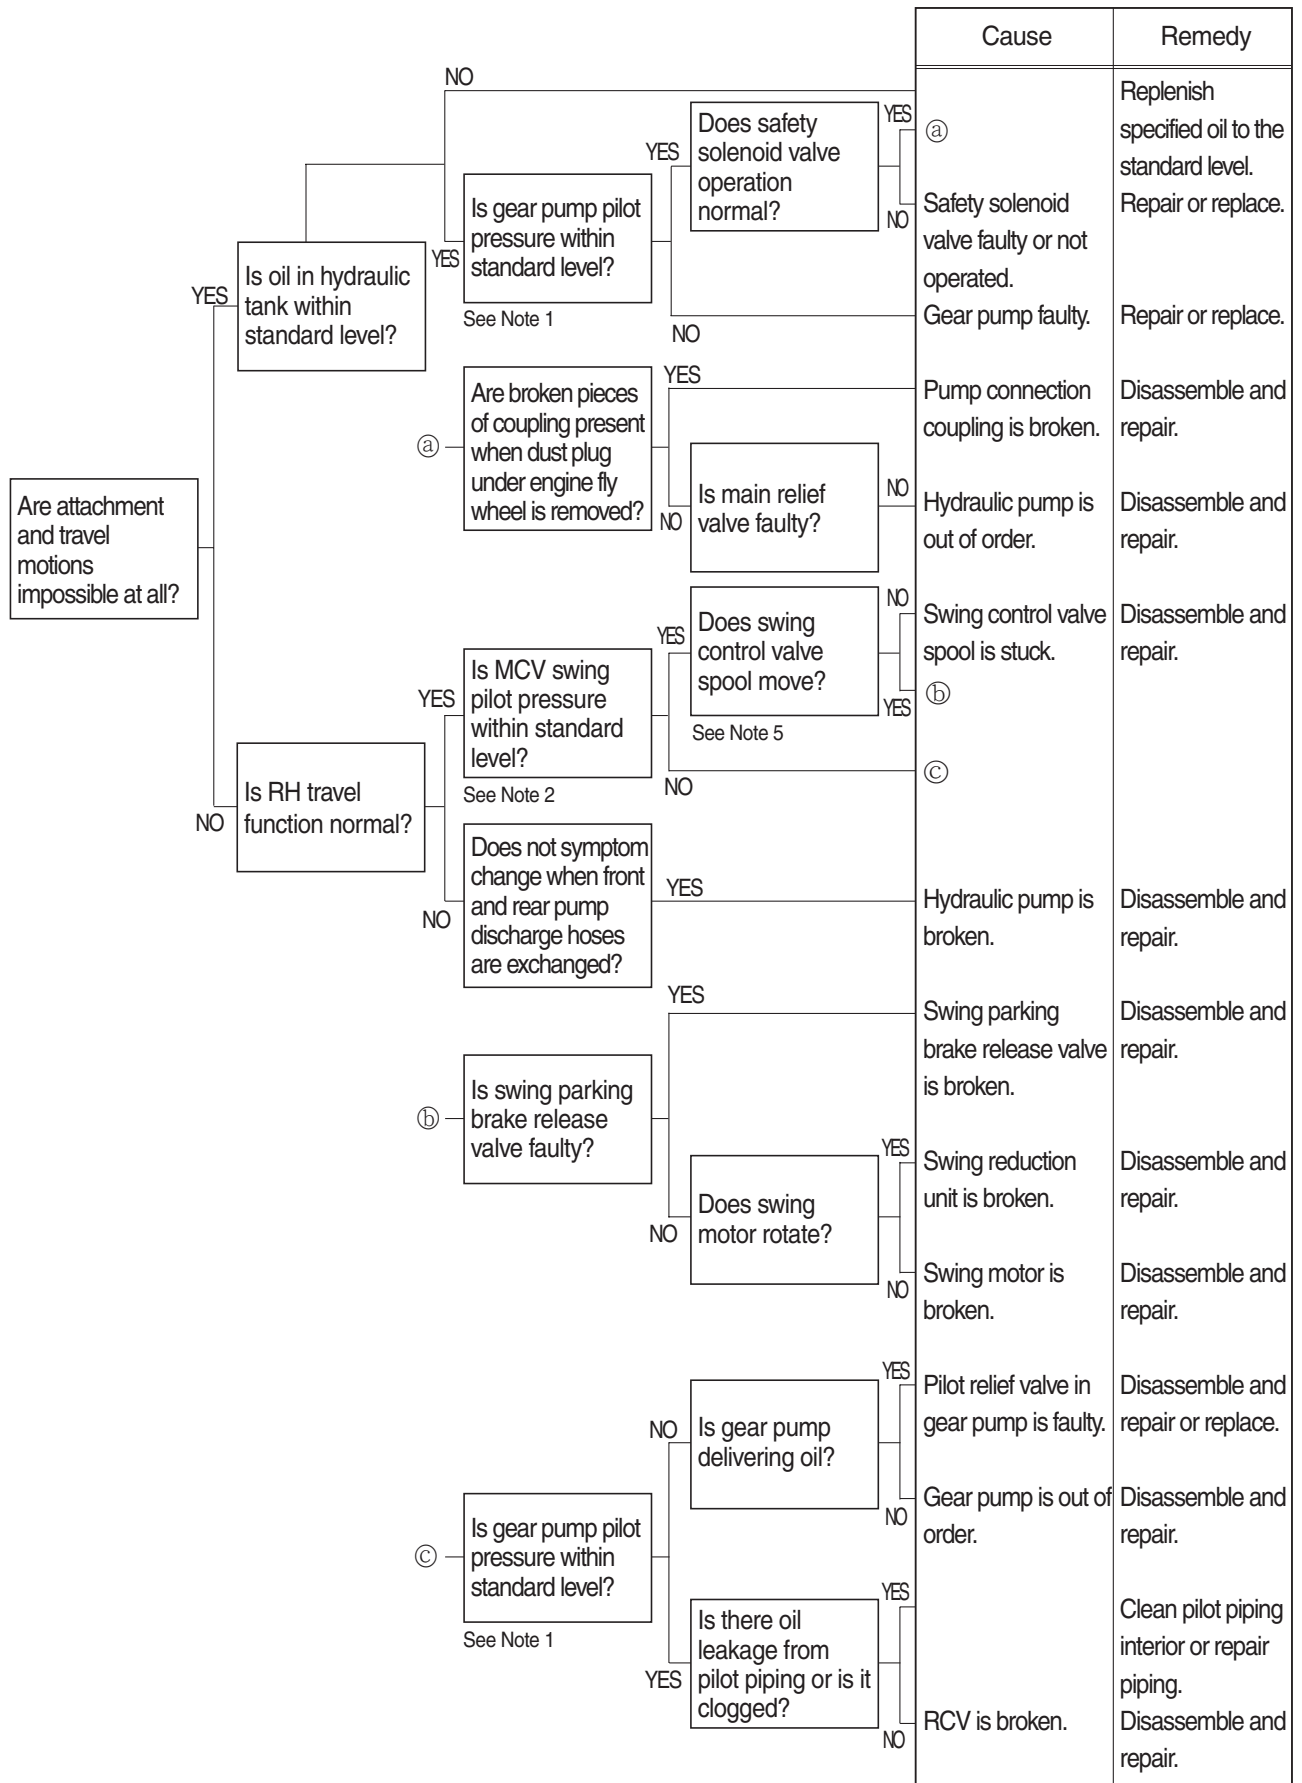 Cause
Remedy
NO
Replenish
specified oil to the
standard level.
YES
Does safety
solenoid valve
operation
normal?
YES
ⓐ
NO
Safety solenoid
valve faulty or not
operated.
Repair or replace.
Is gear pump pilot
pressure within
standard level?
YES
See Note 1
NO
Gear pump faulty.
Repair or replace.
Is oil in hydraulic
tank within
standard level?
YES
ⓐ
Are broken pieces
of coupling present
when dust plug
under engine fly
wheel is removed?
YES
Pump connection
coupling is broken.
Disassemble and
repair.
NO
Is main relief
valve faulty?
NO
Hydraulic pump is
out of order.
Disassemble and
repair.
Are attachment
and travel
motions
impossible at all?
YES
Does swing
control valve
spool move?
See Note 5
NO
Swing control valve
spool is stuck.
Disassemble and
repair.
YES
ⓑ
YES
Is MCV swing
pilot pressure
within standard
level?
See Note 2
NO
ⓒ
NO
Is RH travel
function normal?
NO
Does not symptom
change when front
and rear pump
discharge hoses
are exchanged?
YES
Hydraulic pump is
broken.
Disassemble and
repair.
ⓑ
Is swing parking
brake release
valve faulty?
YES
Swing parking
brake release valve
is broken.
Disassemble and
repair.
NO
Does swing
motor rotate?
YES
Swing reduction
unit is broken.
Disassemble and
repair.
NO
Swing motor is
broken.
Disassemble and
repair.
NO
Is gear pump
delivering oil?
YES
Pilot relief valve in
gear pump is faulty.
Disassemble and
repair or replace.
NO
Gear pump is out of
order.
Disassemble and
repair.
ⓒ
Is gear pump pilot
pressure within
standard level?
See Note 1
YES
Is there oil
leakage from
pilot piping or is it
clogged?
YES
Clean pilot piping
interior or repair
piping.
NO
RCV is broken.
Disassemble and
repair.